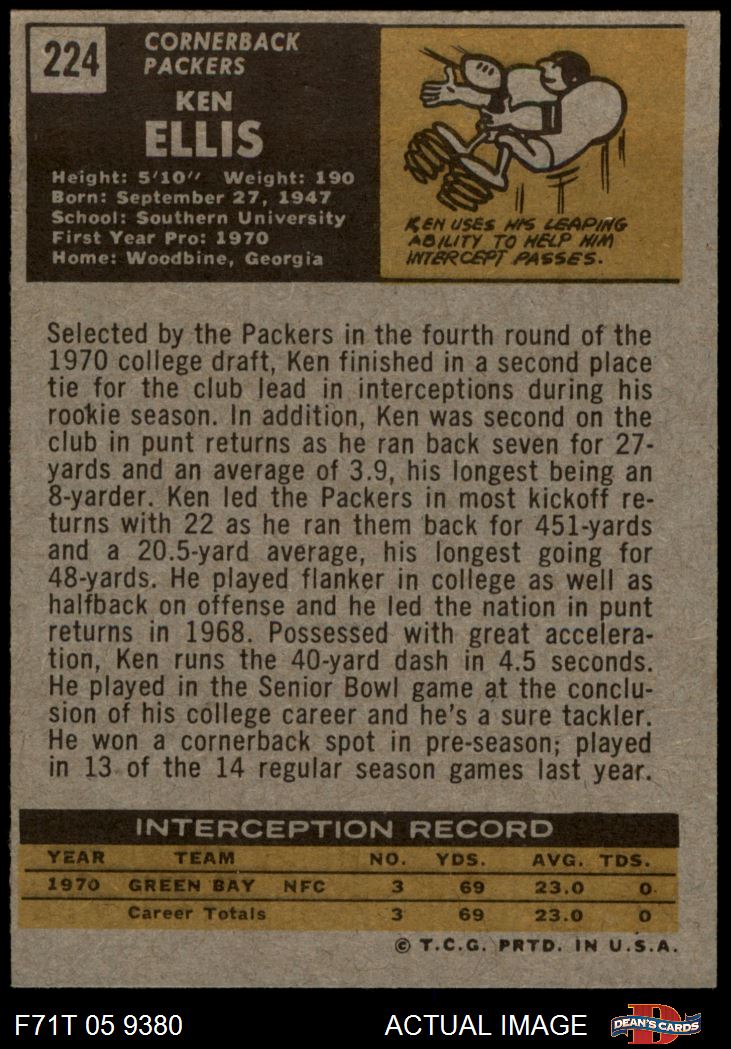 224
CORNERBACK
PACKERS
KEN
ELLIS
Height: 5'10″ Weight: 190
Born: September 27, 1947
School: Southern University
First Year Pro: 1970
Home: Woodbine, Georgia
KEN USES HIS LEAPING
ABILITY TO HELP HIM
INTERCEPT PASSES.
Selected by the Packers in the fourth round of the
1970 college draft, Ken finished in a second place
tie for the club lead in interceptions during his
rookie season. In addition, Ken was second on the
club in punt returns as he ran back seven for 27-
yards and an average of 3.9, his longest being an
8-yarder. Ken led the Packers in most kickoff re-
turns with 22 as he ran them back for 451-yards
and a 20.5-yard average, his longest going for
48-yards. He played flanker in college as well as
halfback on offense and he led the nation in punt
returns in 1968. Possessed with great accelera-
tion, Ken runs the 40-yard dash in 4.5 seconds.
He played in the Senior Bowl game at the conclu-
sion of his college career and he's a sure tackler.
He won a cornerback spot in pre-season; played
in 13 of the 14 regular season games last year.
INTERCEPTION RECORD
YEAR TEAM NO. YDS. AVG. TDS.
1970 GREEN BAY NFC 3 69 23.0 0
Career Totals 3 69 23.0 0
© T.C.G. PRTD. IN U.S.A.
F71T 05 9380 ACTUAL IMAGE DEAN'S CARDS